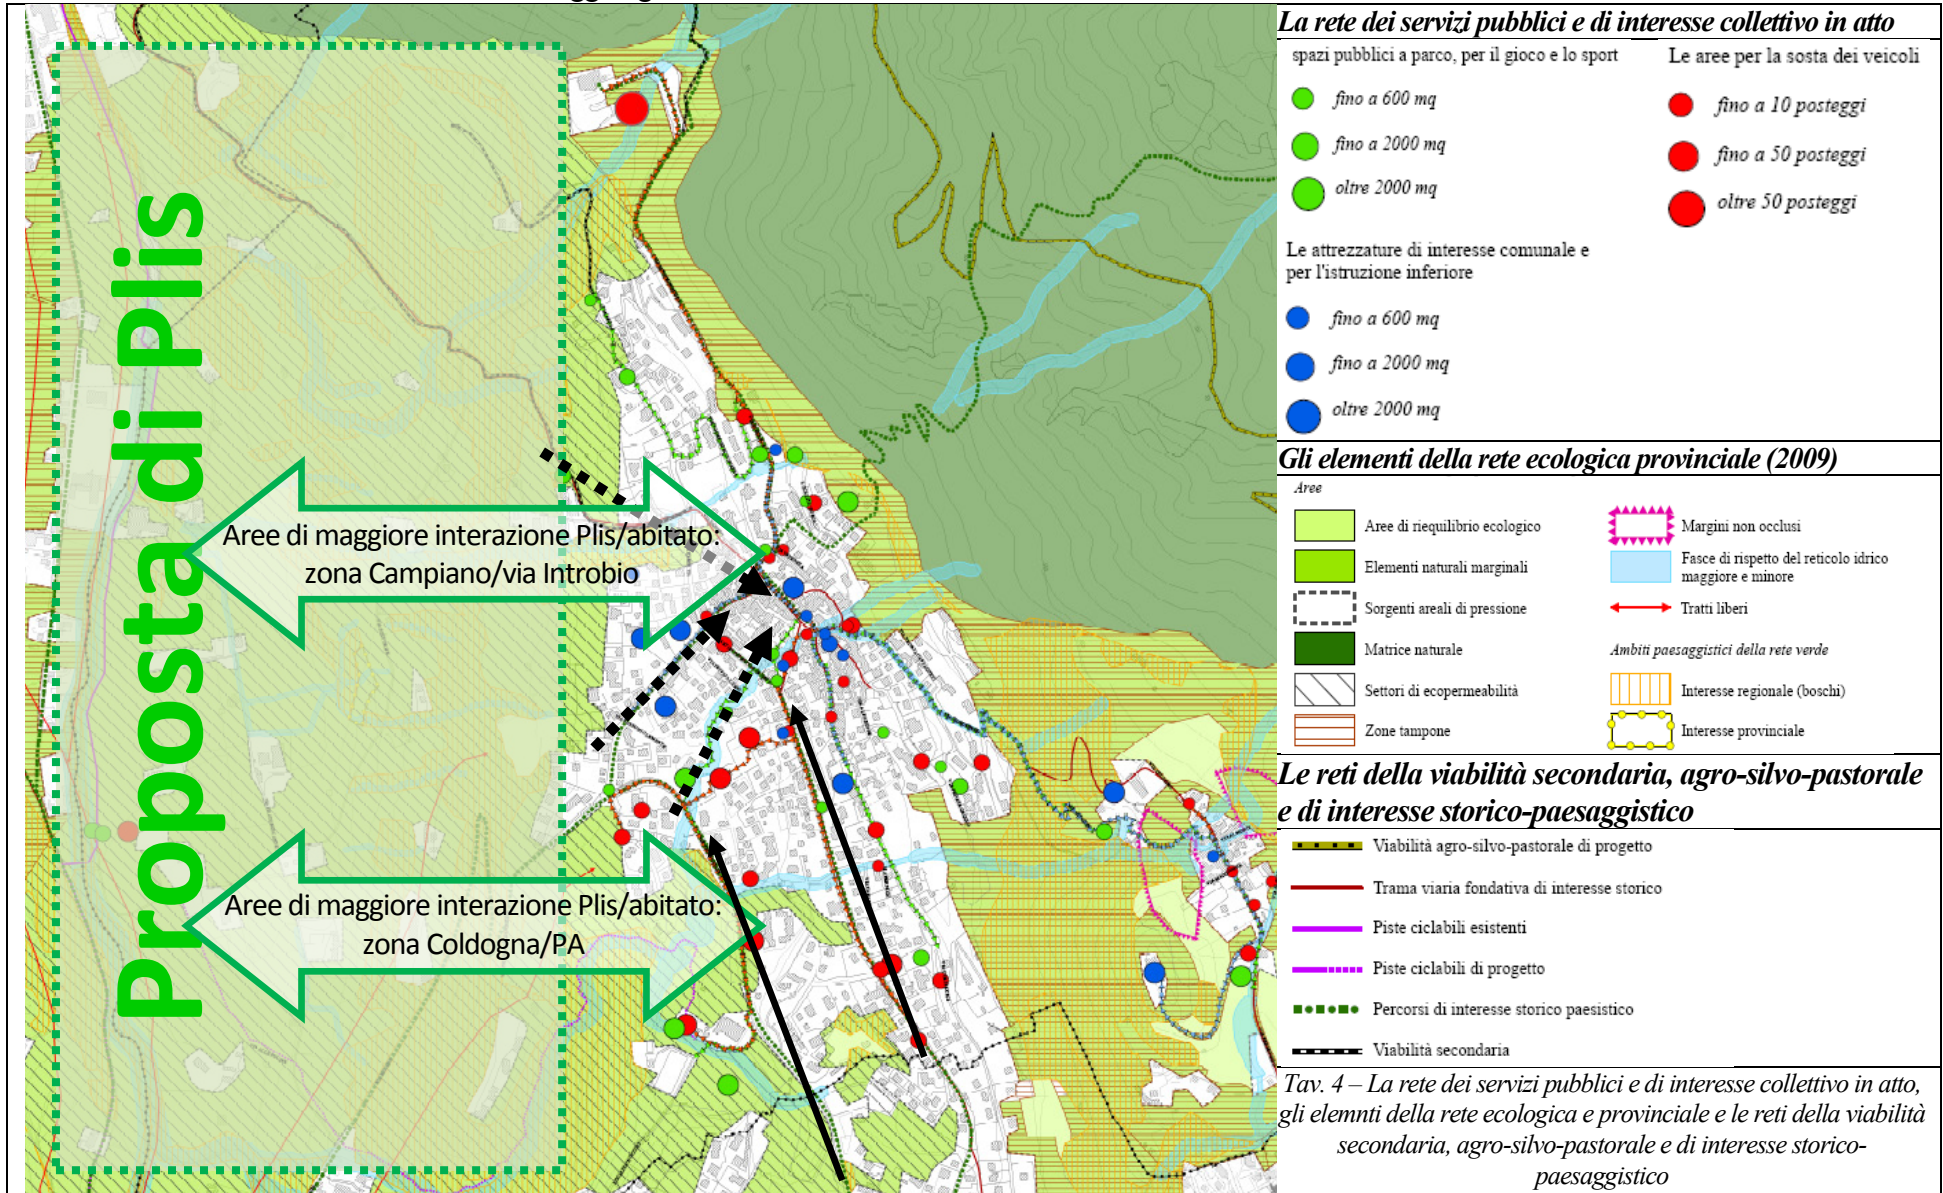 Proposta di Plis
Aree di maggiore interazione Plis/abitato:
zona Campiano/via Introbio
Aree di maggiore interazione Plis/abitato:
zona Coldogna/PA
La rete dei servizi pubblici e di interesse collettivo in atto
spazi pubblici a parco, per il gioco e lo sport
fino a 600 mq
fino a 2000 mq
oltre 2000 mq
Le aree per la sosta dei veicoli
fino a 10 posteggi
fino a 50 posteggi
oltre 50 posteggi
Le attrezzature di interesse comunale e
per l'istruzione inferiore
fino a 600 mq
fino a 2000 mq
oltre 2000 mq
Gli elementi della rete ecologica provinciale (2009)
Aree
Aree di riequilibrio ecologico
Elementi naturali marginali
Sorgenti areali di pressione
Matrice naturale
Settori di ecopermeabilità
Zone tampone
Margini non occlusi
Fasce di rispetto del reticolo idrico
maggiore e minore
Tratti liberi
Ambiti paesaggistici della rete verde
Interesse regionale (boschi)
Interesse provinciale
Le reti della viabilità secondaria, agro-silvo-pastorale
e di interesse storico-paesaggistico
Viabilità agro-silvo-pastorale di progetto
Trama viaria fondativa di interesse storico
Piste ciclabili esistenti
Piste ciclabili di progetto
Percorsi di interesse storico paesistico
Viabilità secondaria
Tav. 4 – La rete dei servizi pubblici e di interesse collettivo in atto,
gli elemnti della rete ecologica e provinciale e le reti della viabilità
secondaria, agro-silvo-pastorale e di interesse storico-
paesaggistico